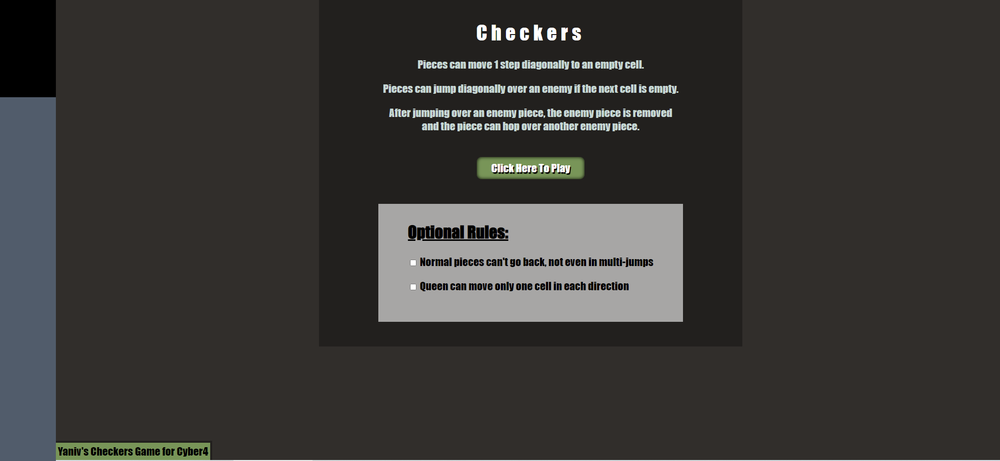 Checkers
Pieces can move 1 step diagonally to an empty cell.
Pieces can jump diagonally over an enemy if the next cell is empty.
After jumping over an enemy piece, the enemy piece is removed
and the piece can hop over another enemy piece.
Click Here To Play
Optional Rules:
Normal pieces can't go back, not even in multi-jumps
Queen can move only one cell in each direction
Yaniv's Checkers Game for Cyber4